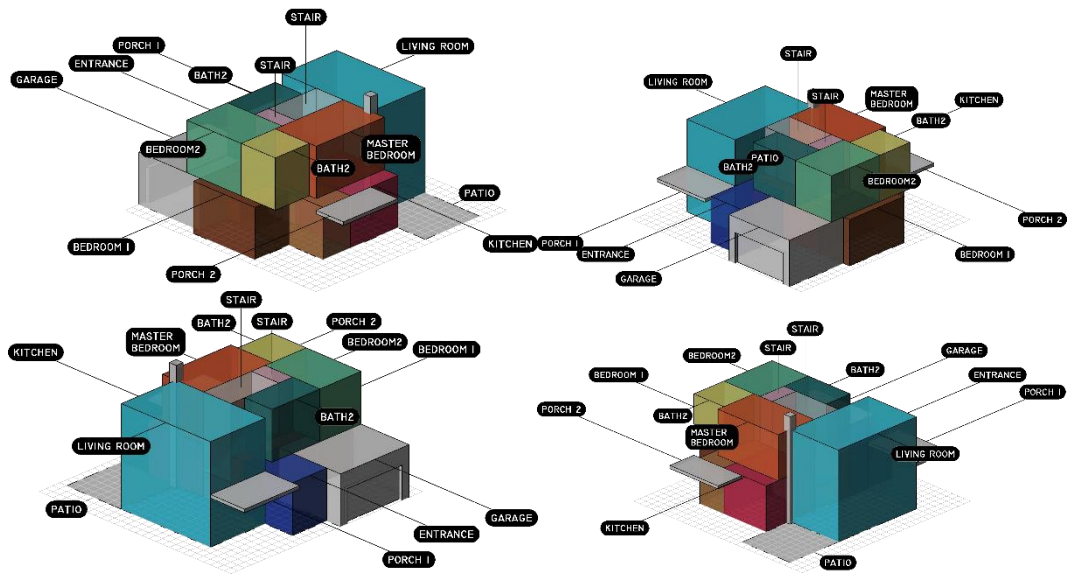 STAIR
PORCH 1
LIVING ROOM
ENTRANCE
STAIR
BATH2
GARAGE
BEDROOM2
MASTER
BEDROOM
BATH2
PATIO
BEDROOM 1
KITCHEN
PORCH 2
STAIR
LIVING ROOM
STAIR
MASTER
BEDROOM
KITCHEN
BATH2
PATIO
BATH2
BEDROOM2
PORCH 2
PORCH 1
ENTRANCE
BEDROOM 1
GARAGE
STAIR
BATH2
STAIR
PORCH 2
MASTER
BEDROOM
BEDROOM2
KITCHEN
BEDROOM 1
BATH2
LIVING ROOM
PATIO
GARAGE
ENTRANCE
PORCH 1
STAIR
BEDROOM2
STAIR
GARAGE
BATH2
BEDROOM 1
ENTRANCE
PORCH 1
PORCH 2
BATH2
MASTER
BEDROOM
LIVING ROOM
KITCHEN
PATIO